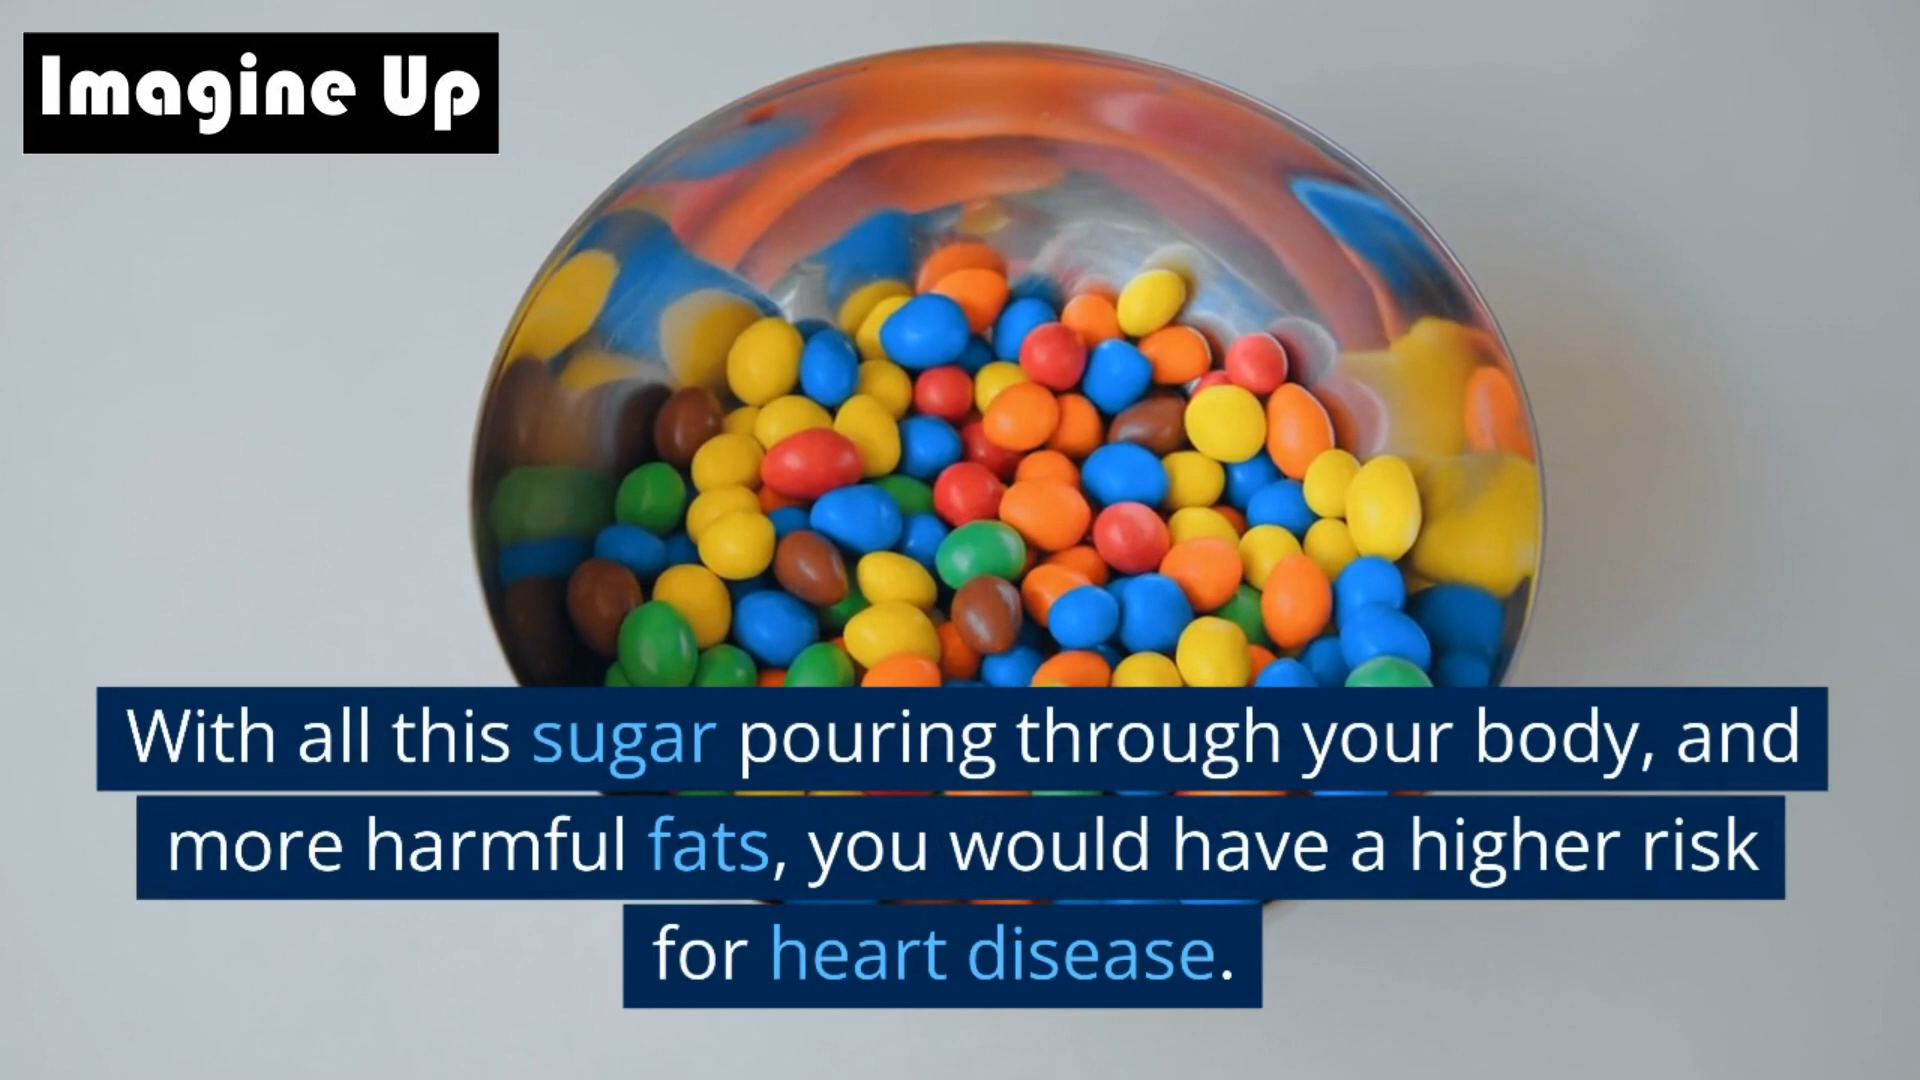 Imagine Up
With all this sugar pouring through your body, and
more harmful fats, you would have a higher risk
for heart disease.